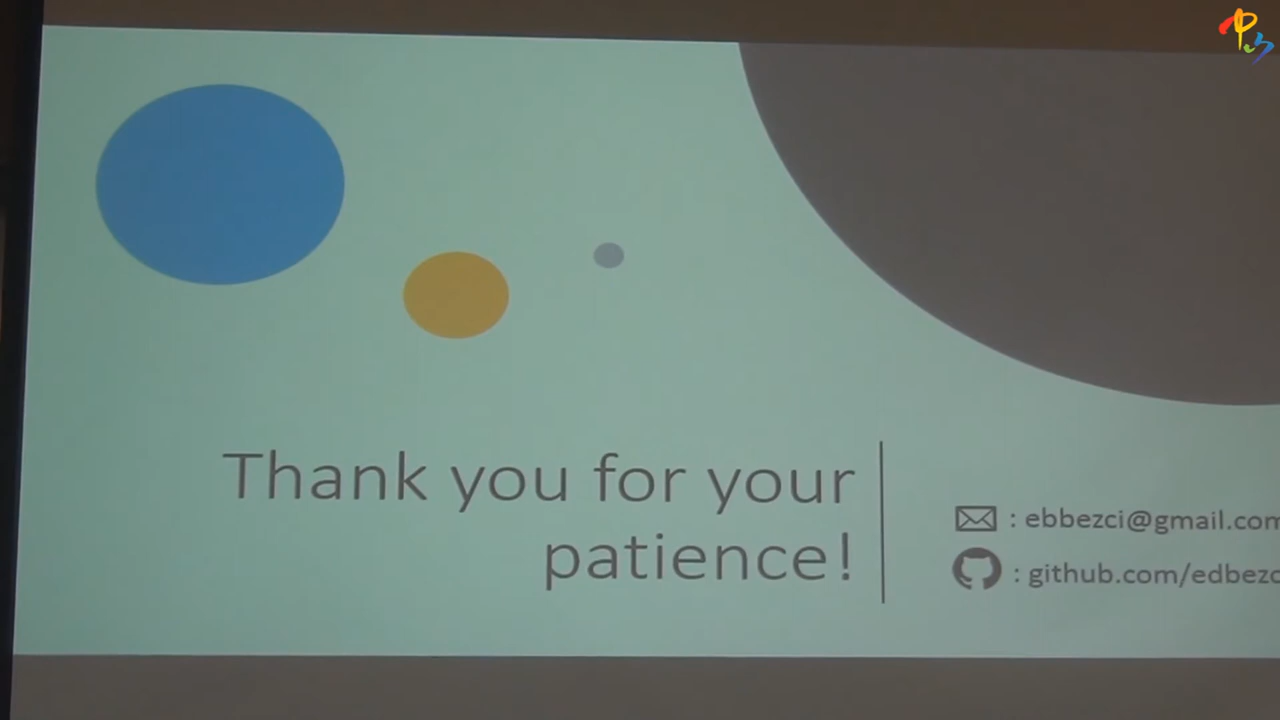 Thank you for your
patience!
: ebbezci@gmail.com
: github.com/edbezc